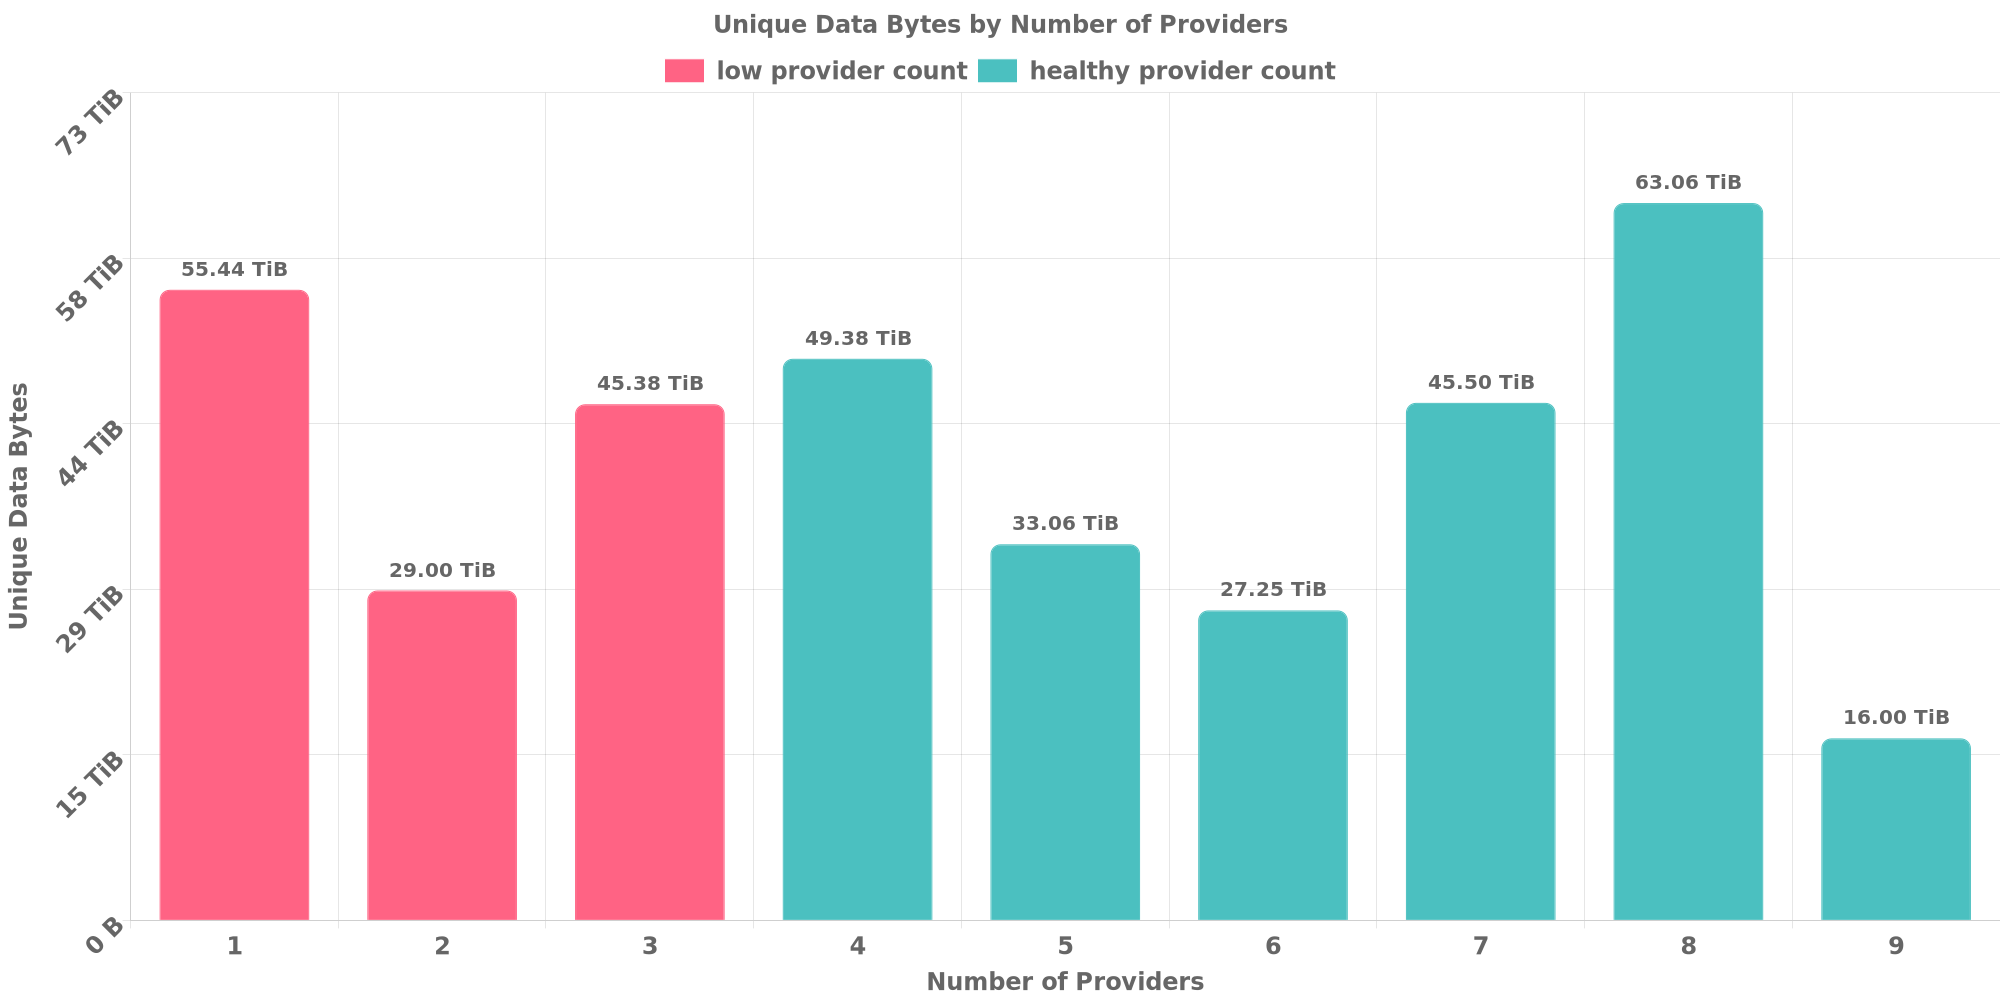 Unique Data Bytes by Number of Providers
low provider count
healthy provider count
73 TiB
58 TiB
44 TiB
29 TiB
15 TiB
0 B
Unique Data Bytes
55.44 TiB
29.00 TiB
45.38 TiB
49.38 TiB
33.06 TiB
27.25 TiB
45.50 TiB
63.06 TiB
16.00 TiB
1 2 3 4 5 6 7 8 9
Number of Providers